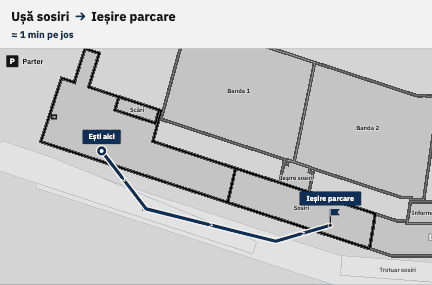 Ușă sosiri → Ieșire parcare
≈ 1 min pe jos
P Parter
Banda 1
Scări
Banda 2
Ești aici
Ieșire sosiri
Ieșire parcare
Sosiri
Trotuar sosiri